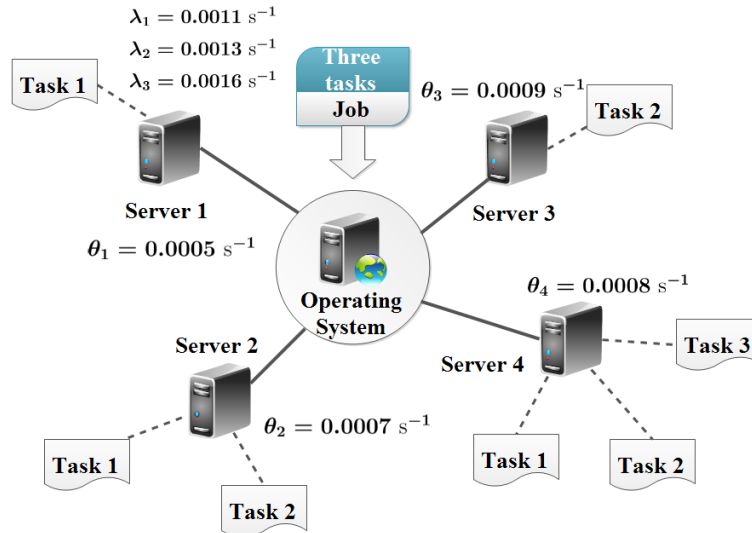 λ₁ = 0.0011 s⁻¹
λ₂ = 0.0013 s⁻¹
λ₃ = 0.0016 s⁻¹
Task 1
Three
tasks
Job
θ₃ = 0.0009 s⁻¹
Task 2
Server 1
Server 3
θ₁ = 0.0005 s⁻¹
Operating
System
θ₄ = 0.0008 s⁻¹
Server 2
Server 4
Task 3
θ₂ = 0.0007 s⁻¹
Task 1
Task 2
Task 1
Task 2